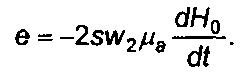 e = −2sw₂μₐ dH₀/dt.